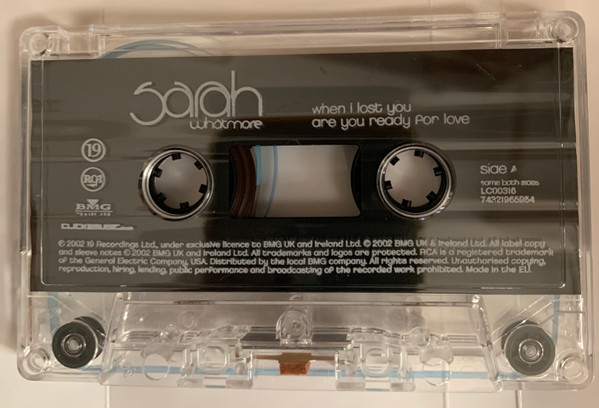 sarah
whatmore
when i lost you
are you ready for love
19
RCA
BMG
side A
same both sides
LC00316
74321965954
℗ 2002 19 Recordings Ltd., under exclusive licence to BMG UK and Ireland Ltd. © 2002 BMG UK & Ireland Ltd. All label copy
and sleeve notes © 2002 BMG UK and Ireland Ltd. All trademarks and logos are protected. RCA is a registered trademark
of the General Electric Company, USA. Distributed by the local BMG company. All rights reserved. Unauthorised copying,
reproduction, hiring, lending, public performance and broadcasting of the recorded work prohibited. Made in the EU.